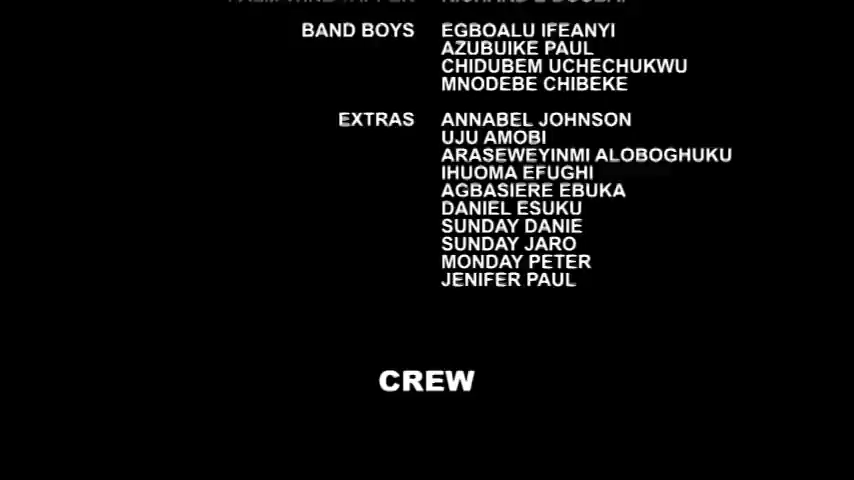 BAND BOYS EGBOALU IFEANYI
AZUBUIKE PAUL
CHIDUBEM UCHECHUKWU
MNODEBE CHIBEKE
EXTRAS ANNABEL JOHNSON
UJU AMOBI
ARASEWEYINMI ALOBOGHUKU
IHUOMA EFUGHI
AGBASIERE EBUKA
DANIEL ESUKU
SUNDAY DANIE
SUNDAY JARO
MONDAY PETER
JENIFER PAUL
CREW